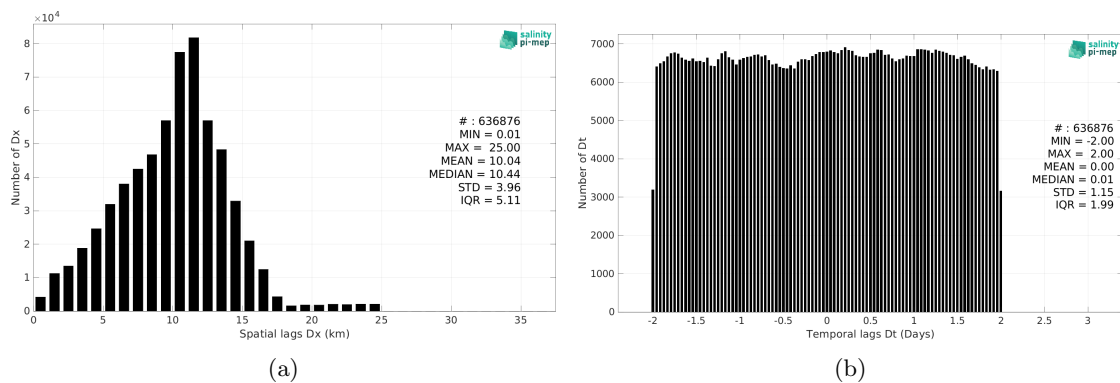 ×10⁴
8
7
6
5
4
3
2
1
0
Number of Dx
0 5 10 15 20 25 30 35
Spatial lags Dx (km)
salinity
pi-mep
# : 636876
MIN = 0.01
MAX = 25.00
MEAN = 10.04
MEDIAN = 10.44
STD = 3.96
IQR = 5.11
(a)
7000
6000
5000
4000
3000
2000
1000
0
Number of Dt
-2 -1.5 -1 -0.5 0 0.5 1 1.5 2 2.5 3
Temporal lags Dt (Days)
salinity
pi-mep
# : 636876
MIN = -2.00
MAX = 2.00
MEAN = 0.00
MEDIAN = 0.01
STD = 1.15
IQR = 1.99
(b)